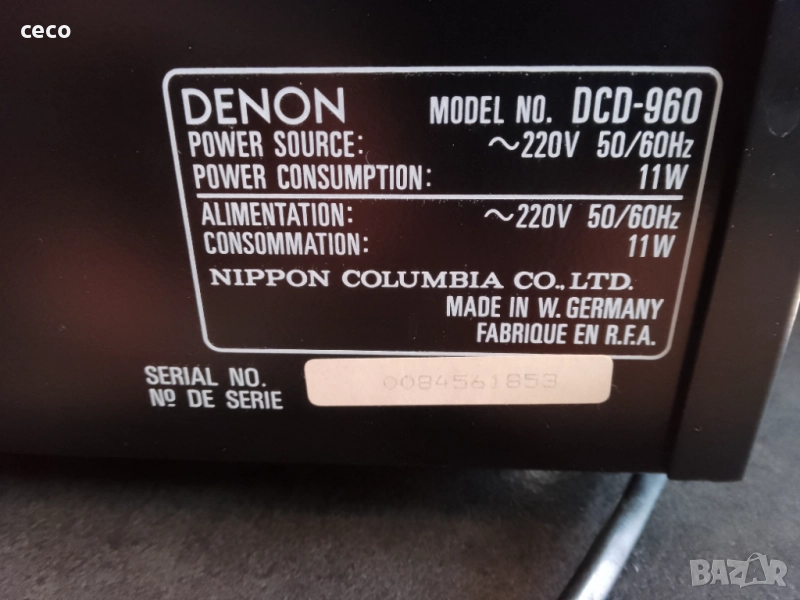 ceco
DENON MODEL NO. DCD-960
POWER SOURCE: ~220V 50/60Hz
POWER CONSUMPTION: 11W
ALIMENTATION: ~220V 50/60Hz
CONSOMMATION: 11W
NIPPON COLUMBIA CO., LTD.
MADE IN W. GERMANY
FABRIQUE EN R.F.A.
SERIAL NO. 0084561853
Nº DE SERIE
BAZAR